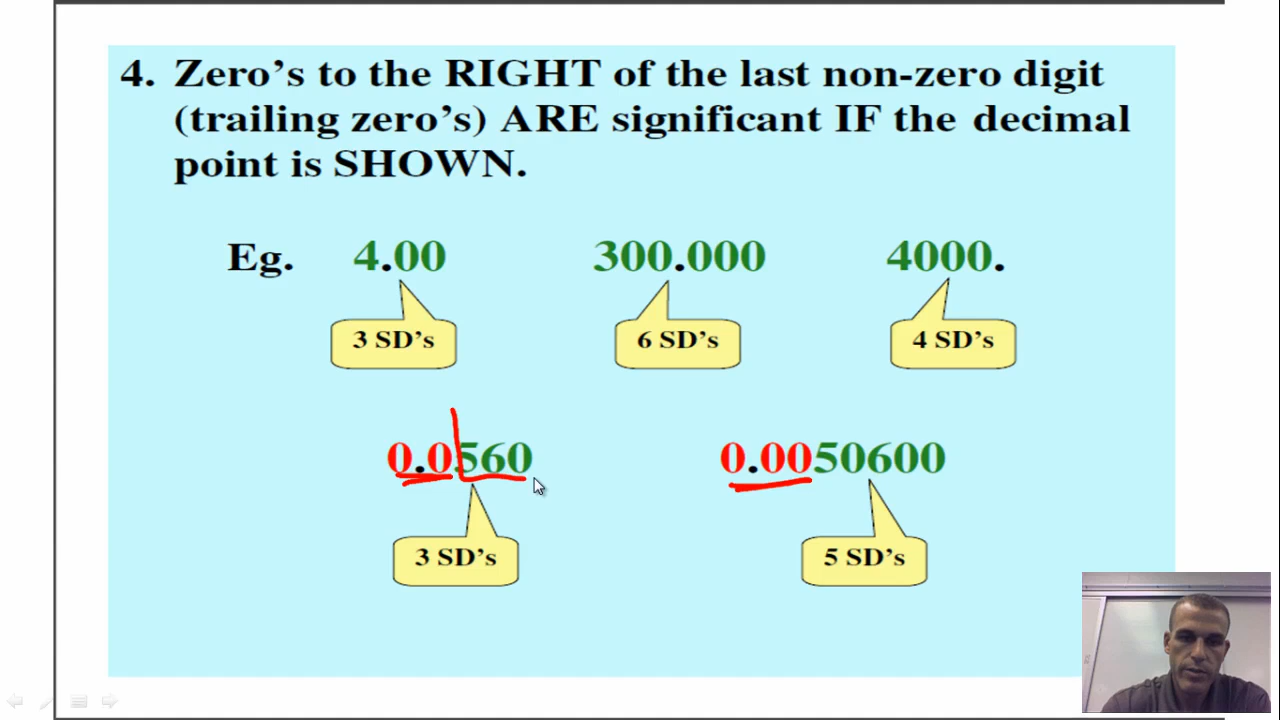 4. Zero’s to the RIGHT of the last non-zero digit
(trailing zero’s) ARE significant IF the decimal
point is SHOWN.
Eg. 4.00 300.000 4000.
3 SD’s 6 SD’s 4 SD’s
0.0560 0.0050600
3 SD’s 5 SD’s